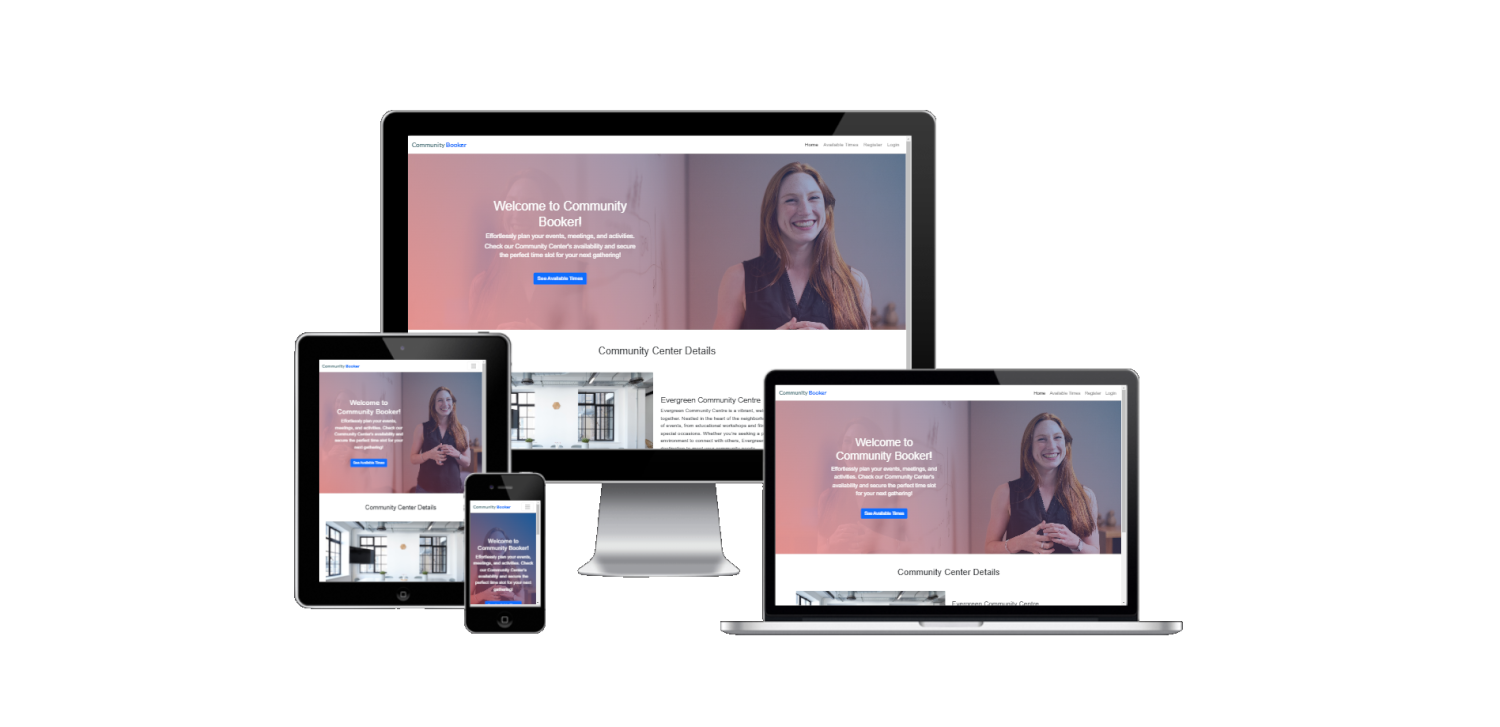 Community Booker
Home Available Times Register Login
Welcome to Community
Booker!
Effortlessly plan your events, meetings, and activities.
Check our Community Center's availability and secure
the perfect time slot for your next gathering!
See Available Times
Community Center Details
Evergreen Community Centre
Evergreen Community Centre is a vibrant, wel
together. Nestled in the heart of the neighborho
of events, from educational workshops and fit
special occasions. Whether you're seeking a p
environment to connect with others, Evergreen
Community Booker
Welcome to
Community Booker!
Effortlessly plan your events,
meetings, and activities. Check our
Community Center's availability and
secure the perfect time slot for your
next gathering!
See Available Times
Community Center Details
Community Booker
Welcome to
Community Booker!
Effortlessly plan your events,
meetings, and activities. Check
our Community Center's
availability and secure the
perfect time slot for your next
gathering!
Community Booker
Home Available Times Register Login
Welcome to
Community Booker!
Effortlessly plan your events, meetings, and
activities. Check our Community Center's
availability and secure the perfect time slot
for your next gathering!
See Available Times
Community Center Details
Evergreen Community Centre